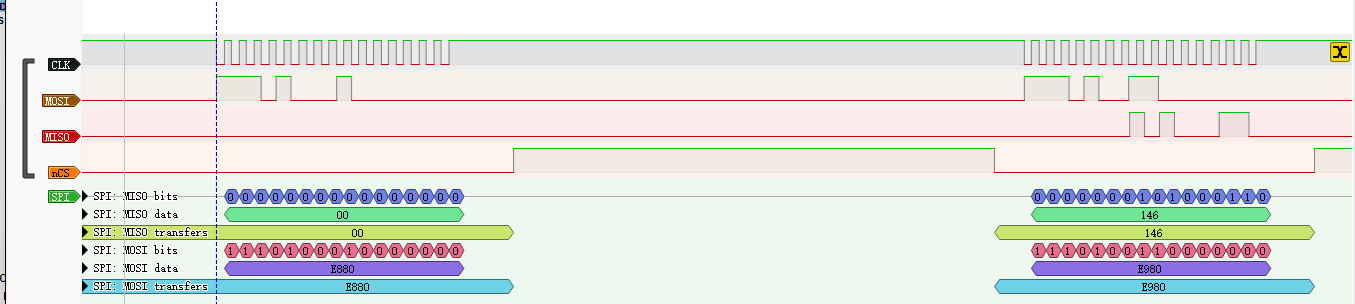 CLK
MOSI
MISO
nCS
SPI
SPI: MISO bits 0 0 0 0 0 0 0 0 0 0 0 0 0 0 0 0 0 0 0 0 0 0 0 1 0 1 0 0 0 1 1 0
SPI: MISO data 00 146
SPI: MISO transfers 00 146
SPI: MOSI bits 1 1 1 0 1 0 0 0 1 0 0 0 0 0 0 0 1 1 1 0 1 0 0 1 1 0 0 0 0 0 0 0
SPI: MOSI data E880 E980
SPI: MOSI transfers E880 E980